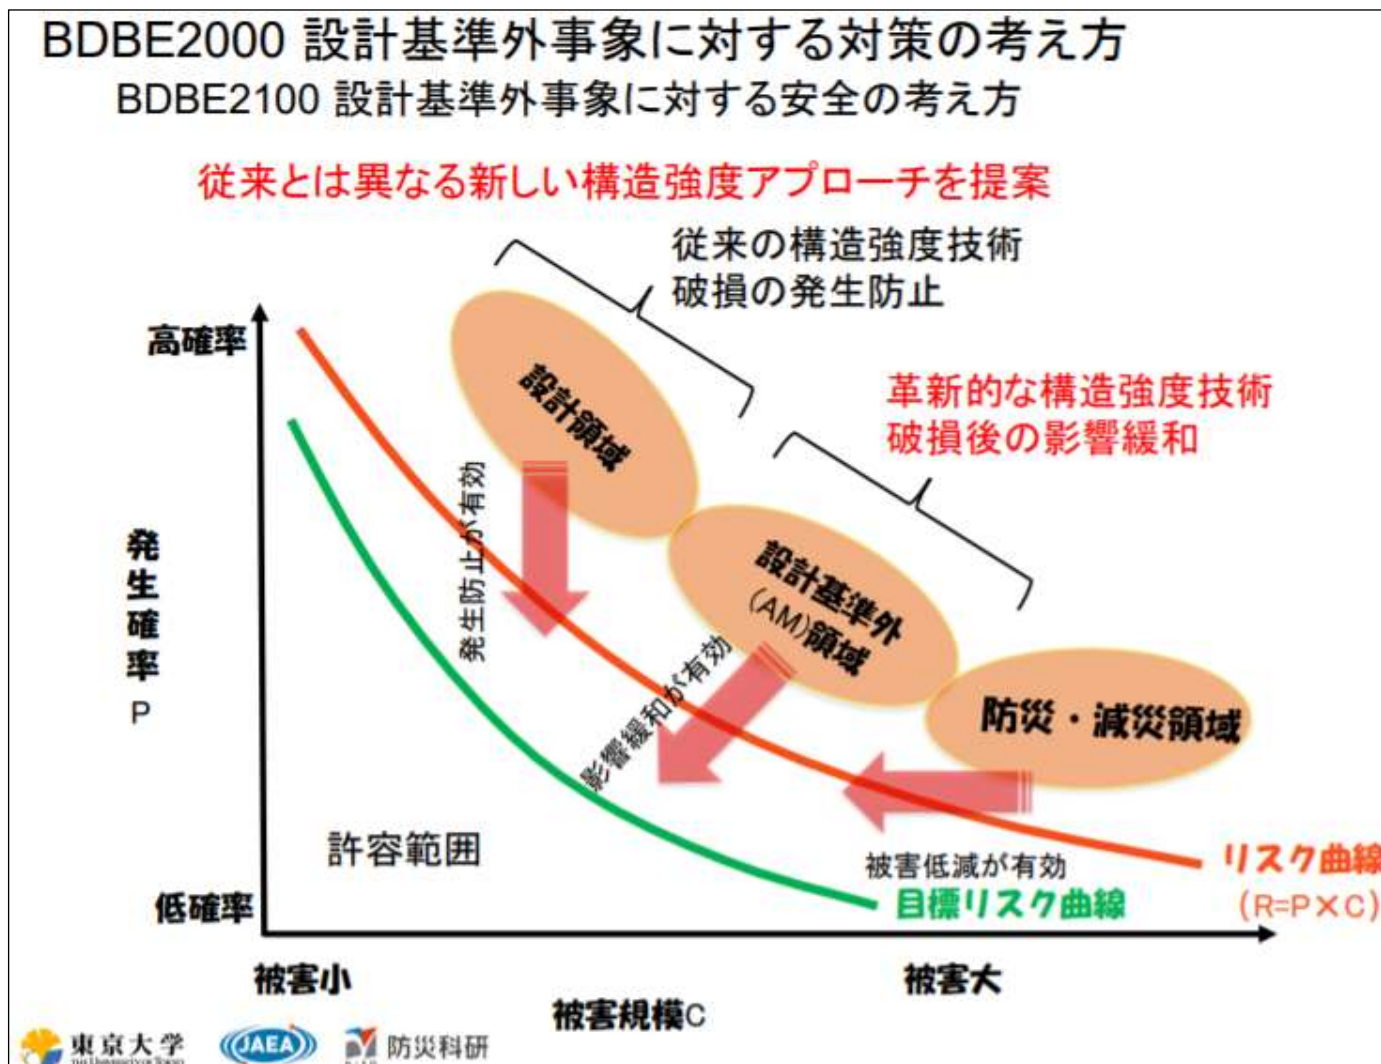 BDBE2000 設計基準外事象に対する対策の考え方
BDBE2100 設計基準外事象に対する安全の考え方
従来とは異なる新しい構造強度アプローチを提案
従来の構造強度技術
破損の発生防止
高確率
設計領域
革新的な構造強度技術
破損後の影響緩和
発生防止が有効
発生確率
P
設計基準外
(AM)領域
影響緩和が有効
防災・減災領域
許容範囲
被害低減が有効
リスク曲線
(R=P×C)
目標リスク曲線
低確率
被害小
被害大
被害規模C
東京大学
THE UNIVERSITY OF TOKYO
JAEA
防災科研